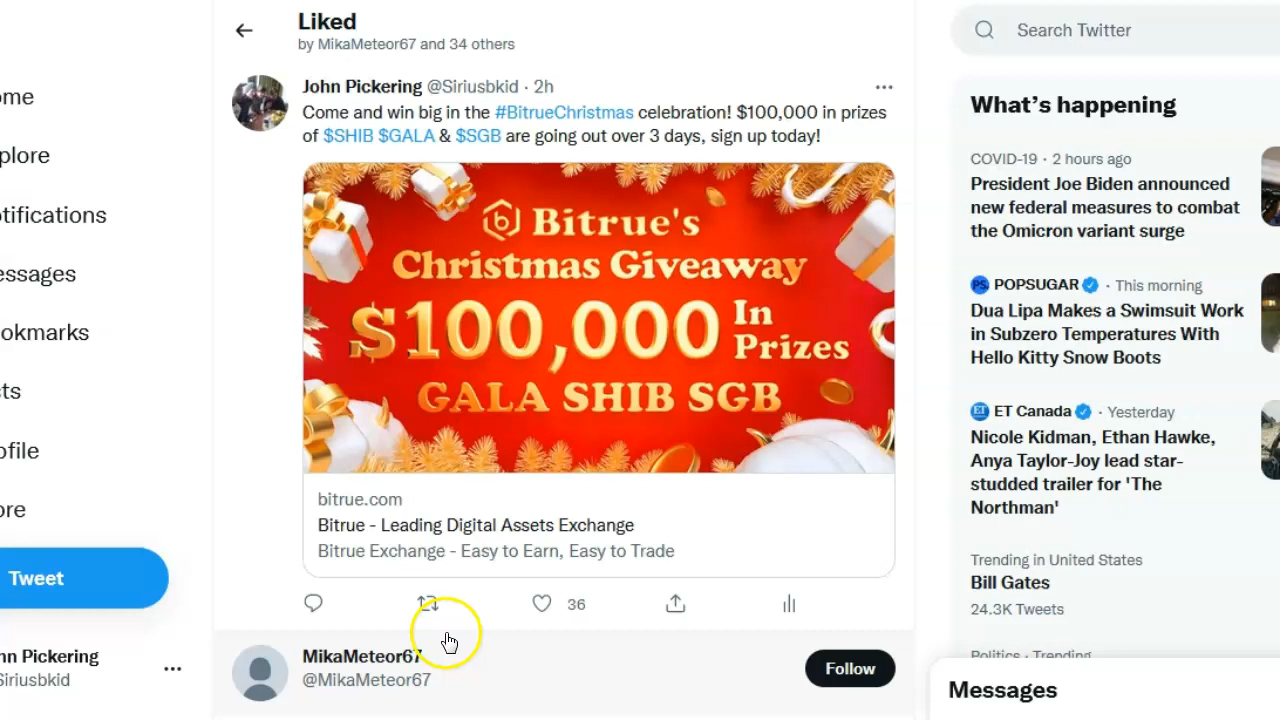 Liked
by MikaMeteor67 and 34 others
Search Twitter
ome
plore
otifications
essages
ookmarks
sts
ofile
ore
Tweet
hn Pickering
Siriusbkid
John Pickering @Siriusbkid · 2h
Come and win big in the #BitrueChristmas celebration! $100,000 in prizes
of $SHIB $GALA & $SGB are going out over 3 days, sign up today!
Bitrue's
Christmas Giveaway
$100,000 In
Prizes
GALA SHIB SGB
bitrue.com
Bitrue - Leading Digital Assets Exchange
Bitrue Exchange - Easy to Earn, Easy to Trade
36
MikaMeteor67
@MikaMeteor67
Follow
What's happening
COVID-19 · 2 hours ago
President Joe Biden announced
new federal measures to combat
the Omicron variant surge
PS. POPSUGAR · This morning
Dua Lipa Makes a Swimsuit Work
in Subzero Temperatures With
Hello Kitty Snow Boots
ET ET Canada · Yesterday
Nicole Kidman, Ethan Hawke,
Anya Taylor-Joy lead star-
studded trailer for 'The
Northman'
Trending in United States
Bill Gates
24.3K Tweets
Politics · Trending
Messages